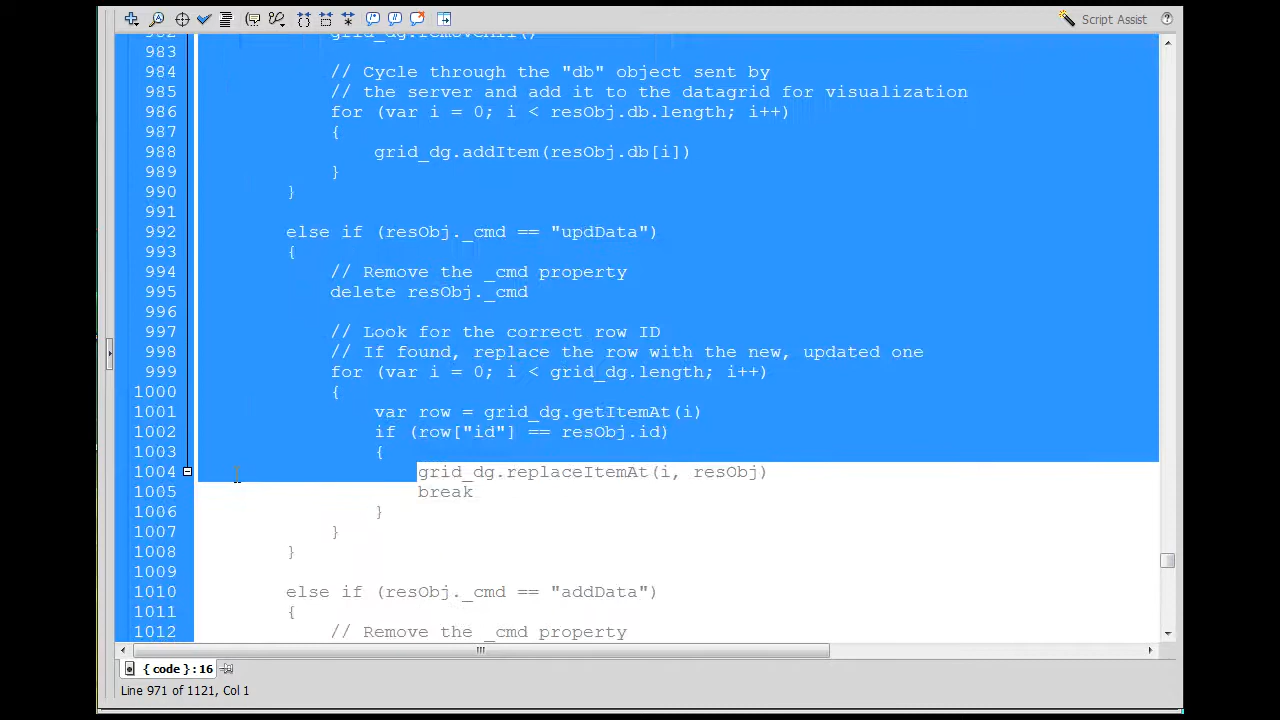 Script Assist
982 grid_dg.removeAll()
983
984 // Cycle through the "db" object sent by
985 // the server and add it to the datagrid for visualization
986 for (var i = 0; i < resObj.db.length; i++)
987 {
988 grid_dg.addItem(resObj.db[i])
989 }
990 }
991
992 else if (resObj._cmd == "updData")
993 {
994 // Remove the _cmd property
995 delete resObj._cmd
996
997 // Look for the correct row ID
998 // If found, replace the row with the new, updated one
999 for (var i = 0; i < grid_dg.length; i++)
1000 {
1001 var row = grid_dg.getItemAt(i)
1002 if (row["id"] == resObj.id)
1003 {
1004 grid_dg.replaceItemAt(i, resObj)
1005 break
1006 }
1007 }
1008 }
1009
1010 else if (resObj._cmd == "addData")
1011 {
1012 // Remove the _cmd property
{code}:16
Line 971 of 1121, Col 1